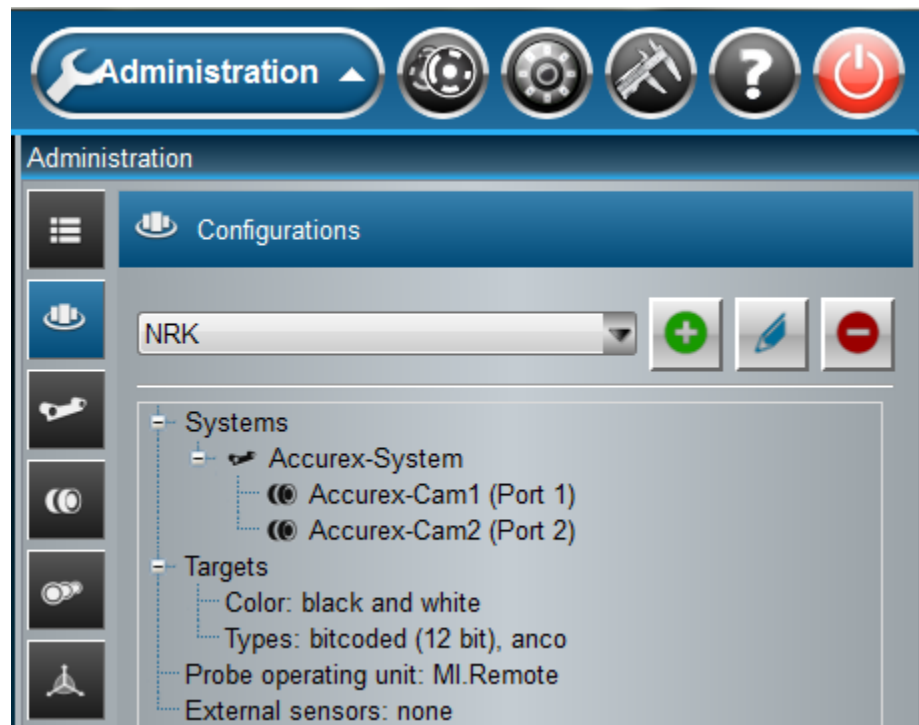 Administration
Administration
Configurations
NRK
Systems
Accurex-System
Accurex-Cam1 (Port 1)
Accurex-Cam2 (Port 2)
Targets
Color: black and white
Types: bitcoded (12 bit), anco
Probe operating unit: MI.Remote
External sensors: none